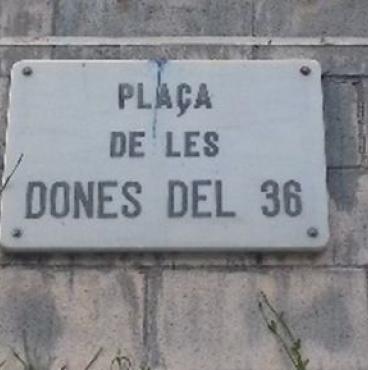 PLAÇA
DE LES
DONES DEL 36